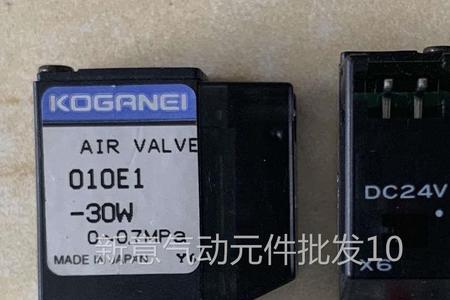 KOGANEI
AIR VALVE
010E1
-30W
0~0.7MPa
MADE IN JAPAN
DC24V
X6
新意气动元件批发10